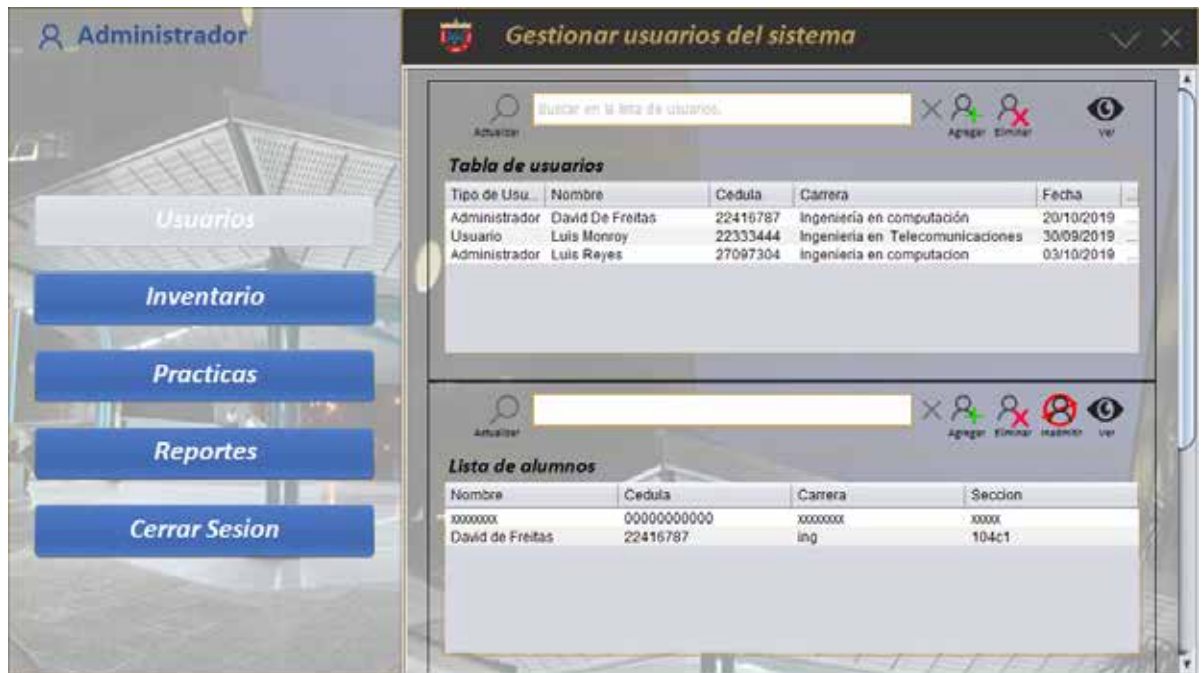 Administrador
Usuarios
Inventario
Practicas
Reportes
Cerrar Sesion
Gestionar usuarios del sistema
Buscar en la lista de usuarios.
Actualizar
Agregar Eliminar Ver
Tabla de usuarios
Tipo de Usu... Nombre Cedula Carrera Fecha ...
Administrador David De Freitas 22416787 Ingeniería en computación 20/10/2019 ...
Usuario Luis Monroy 22333444 Ingenieria en Telecomunicaciones 30/09/2019 ...
Administrador Luis Reyes 27097304 Ingenieria en computacion 03/10/2019 ...
Actualizar
Agregar Eliminar Inadmitir Ver
Lista de alumnos
Nombre Cedula Carrera Seccion
xxxxxxxx 00000000000 xxxxxxxx xxxxx
David de Freitas 22416787 ing 104c1